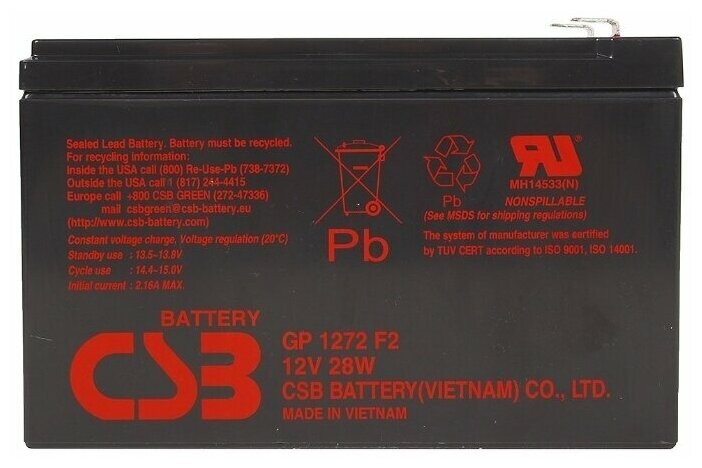 Sealed Lead Battery. Battery must be recycled.
For recycling information:
Inside the USA call (800) Re-Use-Pb (738-7372)
Outside the USA call 1 (817) 244-4415
Europe call +800 CSB GREEN (272-47336)
mail csbgreen@csb-battery.eu
(http://www.csb-battery.com)
Constant voltage charge, Voltage regulation (20°C)
Standby use : 13.5~13.8V
Cycle use : 14.4~15.0V
Initial current : 2.16A MAX.
Pb
Pb
RU
MH14533(N)
NONSPILLABLE
(See MSDS for shipping regulations)
The system of manufacturer was certified
by TUV CERT according to ISO 9001, ISO 14001.
BATTERY
CSB
GP 1272 F2
12V 28W
CSB BATTERY(VIETNAM) CO., LTD.
MADE IN VIETNAM